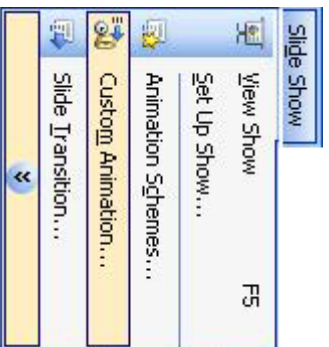 Slide Show
View Show F5
Set Up Show...
Animation Schemes...
Custom Animation...
Slide Transition...